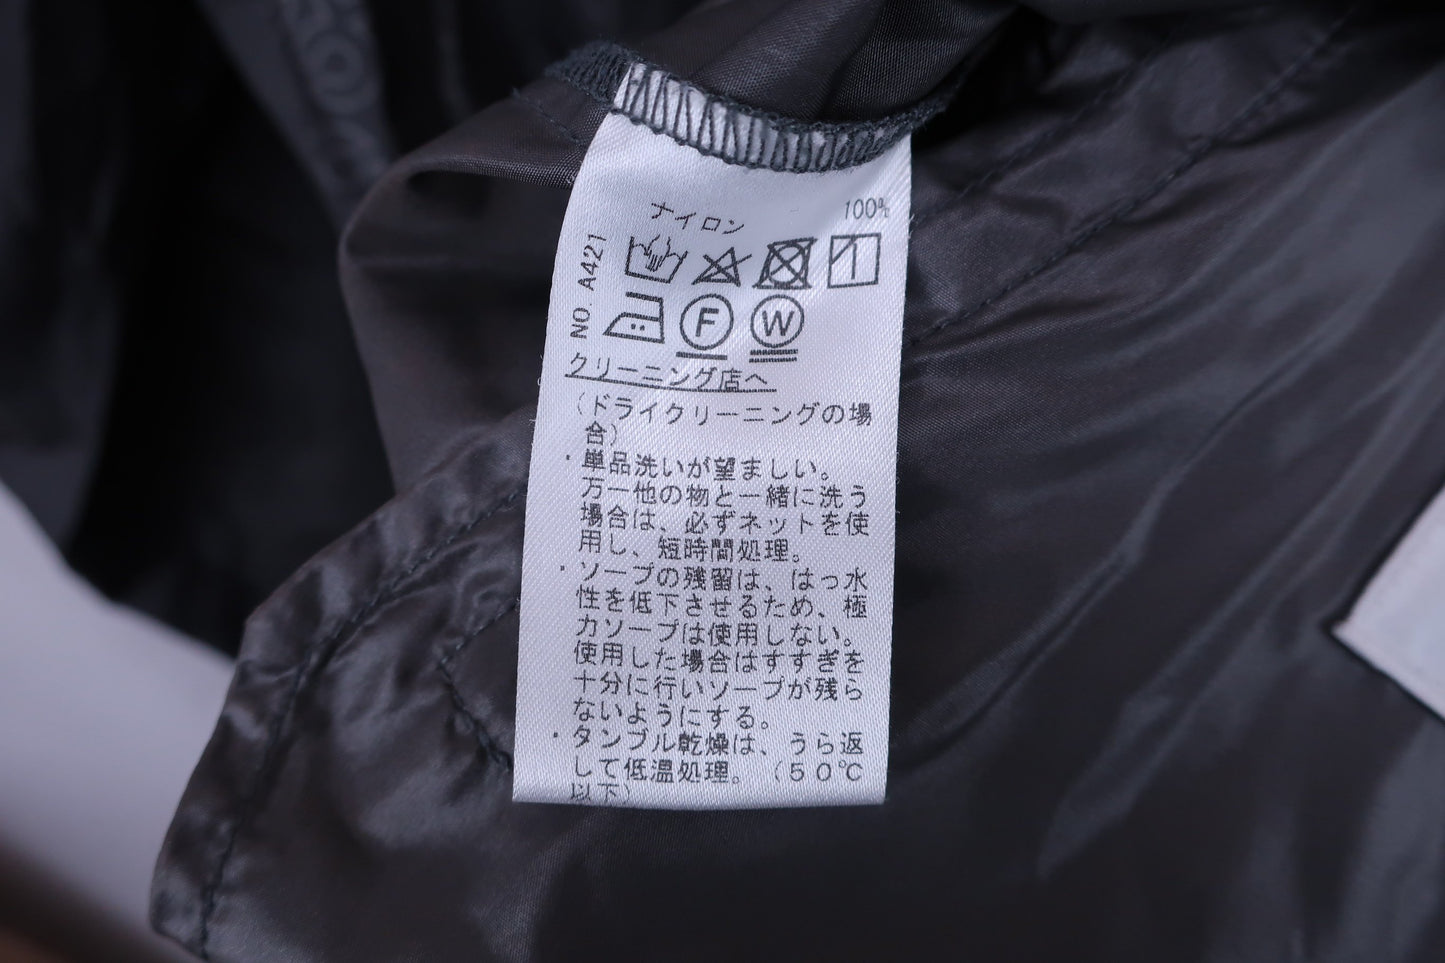 ナイロン 100%
NO. A421
F W
クリーニング店へ
(ドライクリーニングの場
合)
・単品洗いが望ましい。
万一他の物と一緒に洗う
場合は、必ずネットを使
用し、短時間処理。
・ソープの残留は、はっ水
性を低下させるため、極
力ソープは使用しない。
使用した場合はすすぎを
十分に行いソープが残ら
ないようにする。
・タンブル乾燥は、うら返
して低温処理。(50℃
以下)